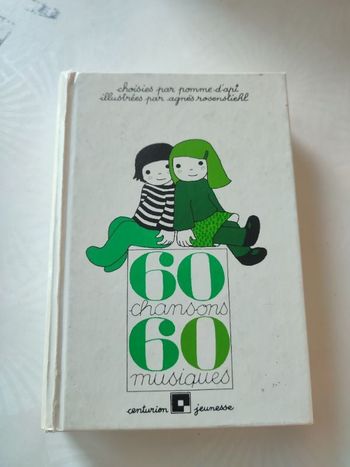 choisies par pomme d'api
illustrées par agnès rosenstiehl
60
chansons
60
musiques
centurion jeunesse